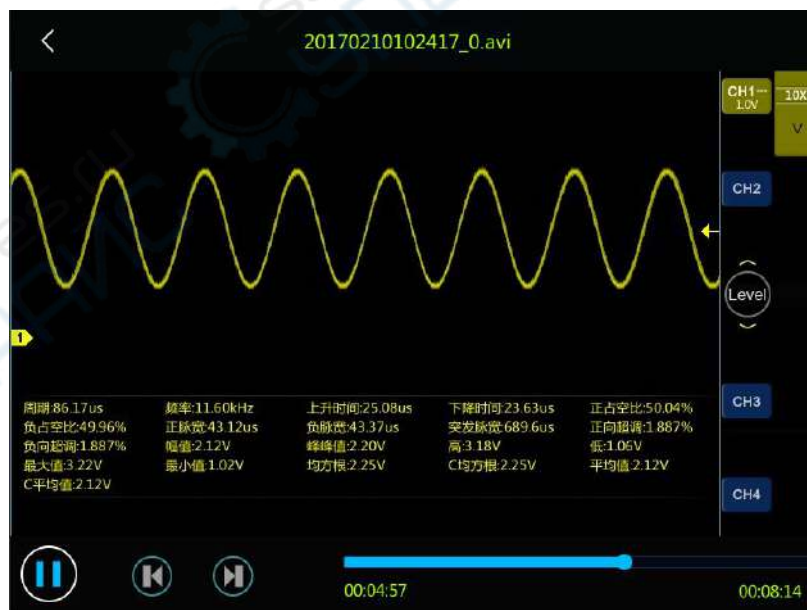 20170210102417_0.avi
CH1
1.0V
10X
V
CH2
Level
1
周期:86.17us 频率:11.60kHz 上升时间:25.08us 下降时间:23.63us 正占空比:50.04%
负占空比:49.96% 正脉宽:43.12us 负脉宽:43.37us 突发脉宽:689.6us 正向超调:1.887%
负向超调:1.887% 幅值:2.12V 峰峰值:2.20V 高:3.18V 低:1.06V
最大值:3.22V 最小值:1.02V 均方根:2.25V C均方根:2.25V 平均值:2.12V
C平均值:2.12V
CH3
CH4
00:04:57 00:08:14